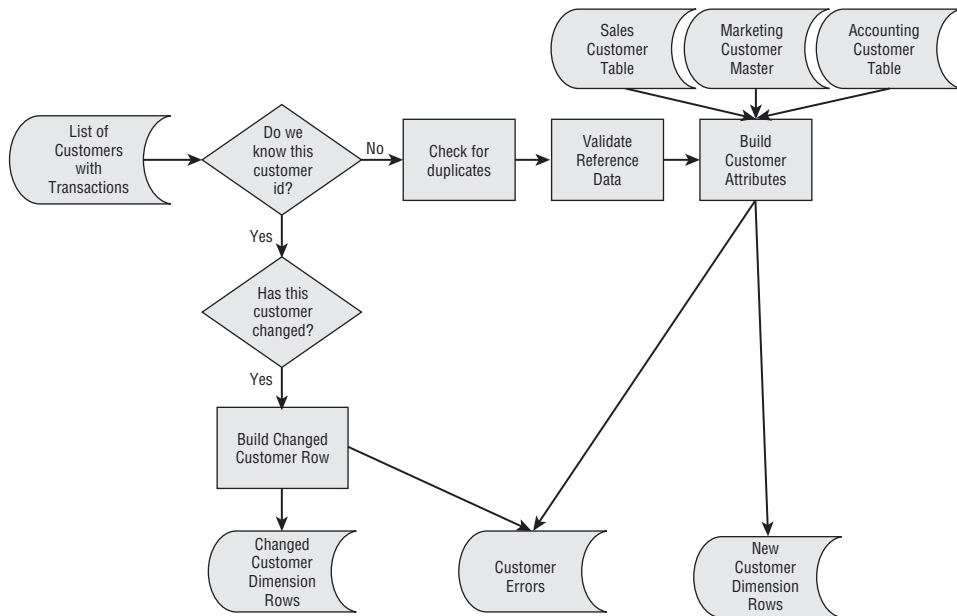 Sales
Customer
Table
Marketing
Customer
Master
Accounting
Customer
Table
List of
Customers
with
Transactions
Do we
know this
customer
id?
No
Check for
duplicates
Validate
Reference
Data
Build
Customer
Attributes
Yes
Has this
customer
changed?
Yes
Build Changed
Customer Row
Changed
Customer
Dimension
Rows
Customer
Errors
New
Customer
Dimension
Rows